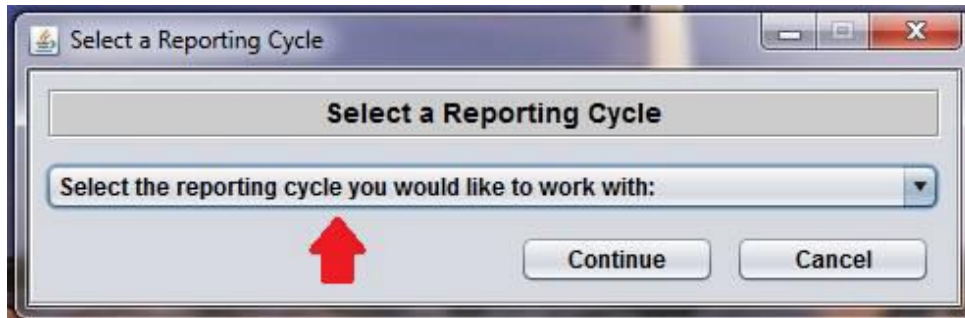 Select a Reporting Cycle
Select a Reporting Cycle
Select the reporting cycle you would like to work with:
Continue
Cancel